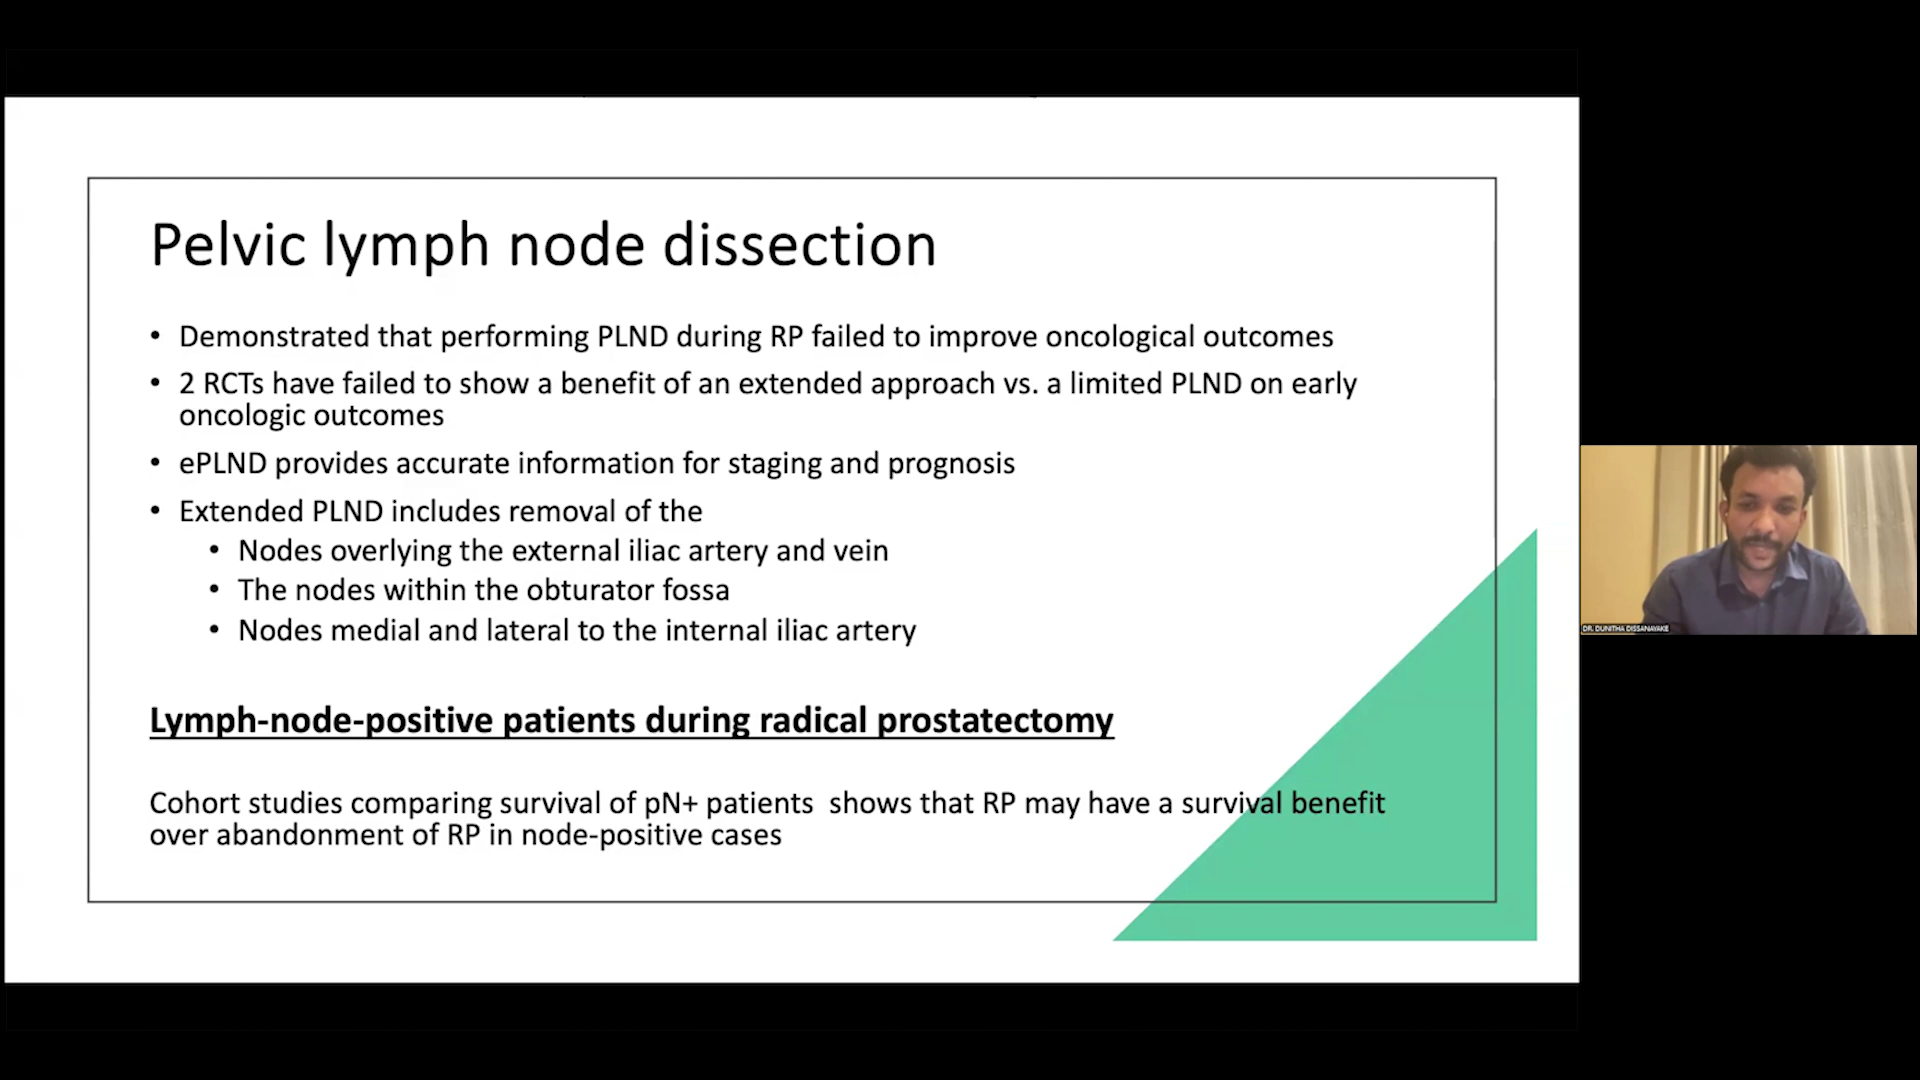 Pelvic lymph node dissection
• Demonstrated that performing PLND during RP failed to improve oncological outcomes
• 2 RCTs have failed to show a benefit of an extended approach vs. a limited PLND on early
oncologic outcomes
• ePLND provides accurate information for staging and prognosis
• Extended PLND includes removal of the
• Nodes overlying the external iliac artery and vein
• The nodes within the obturator fossa
• Nodes medial and lateral to the internal iliac artery
Lymph-node-positive patients during radical prostatectomy
Cohort studies comparing survival of pN+ patients  shows that RP may have a survival benefit
over abandonment of RP in node-positive cases
DR. DUNITHA DISSANAYAKE